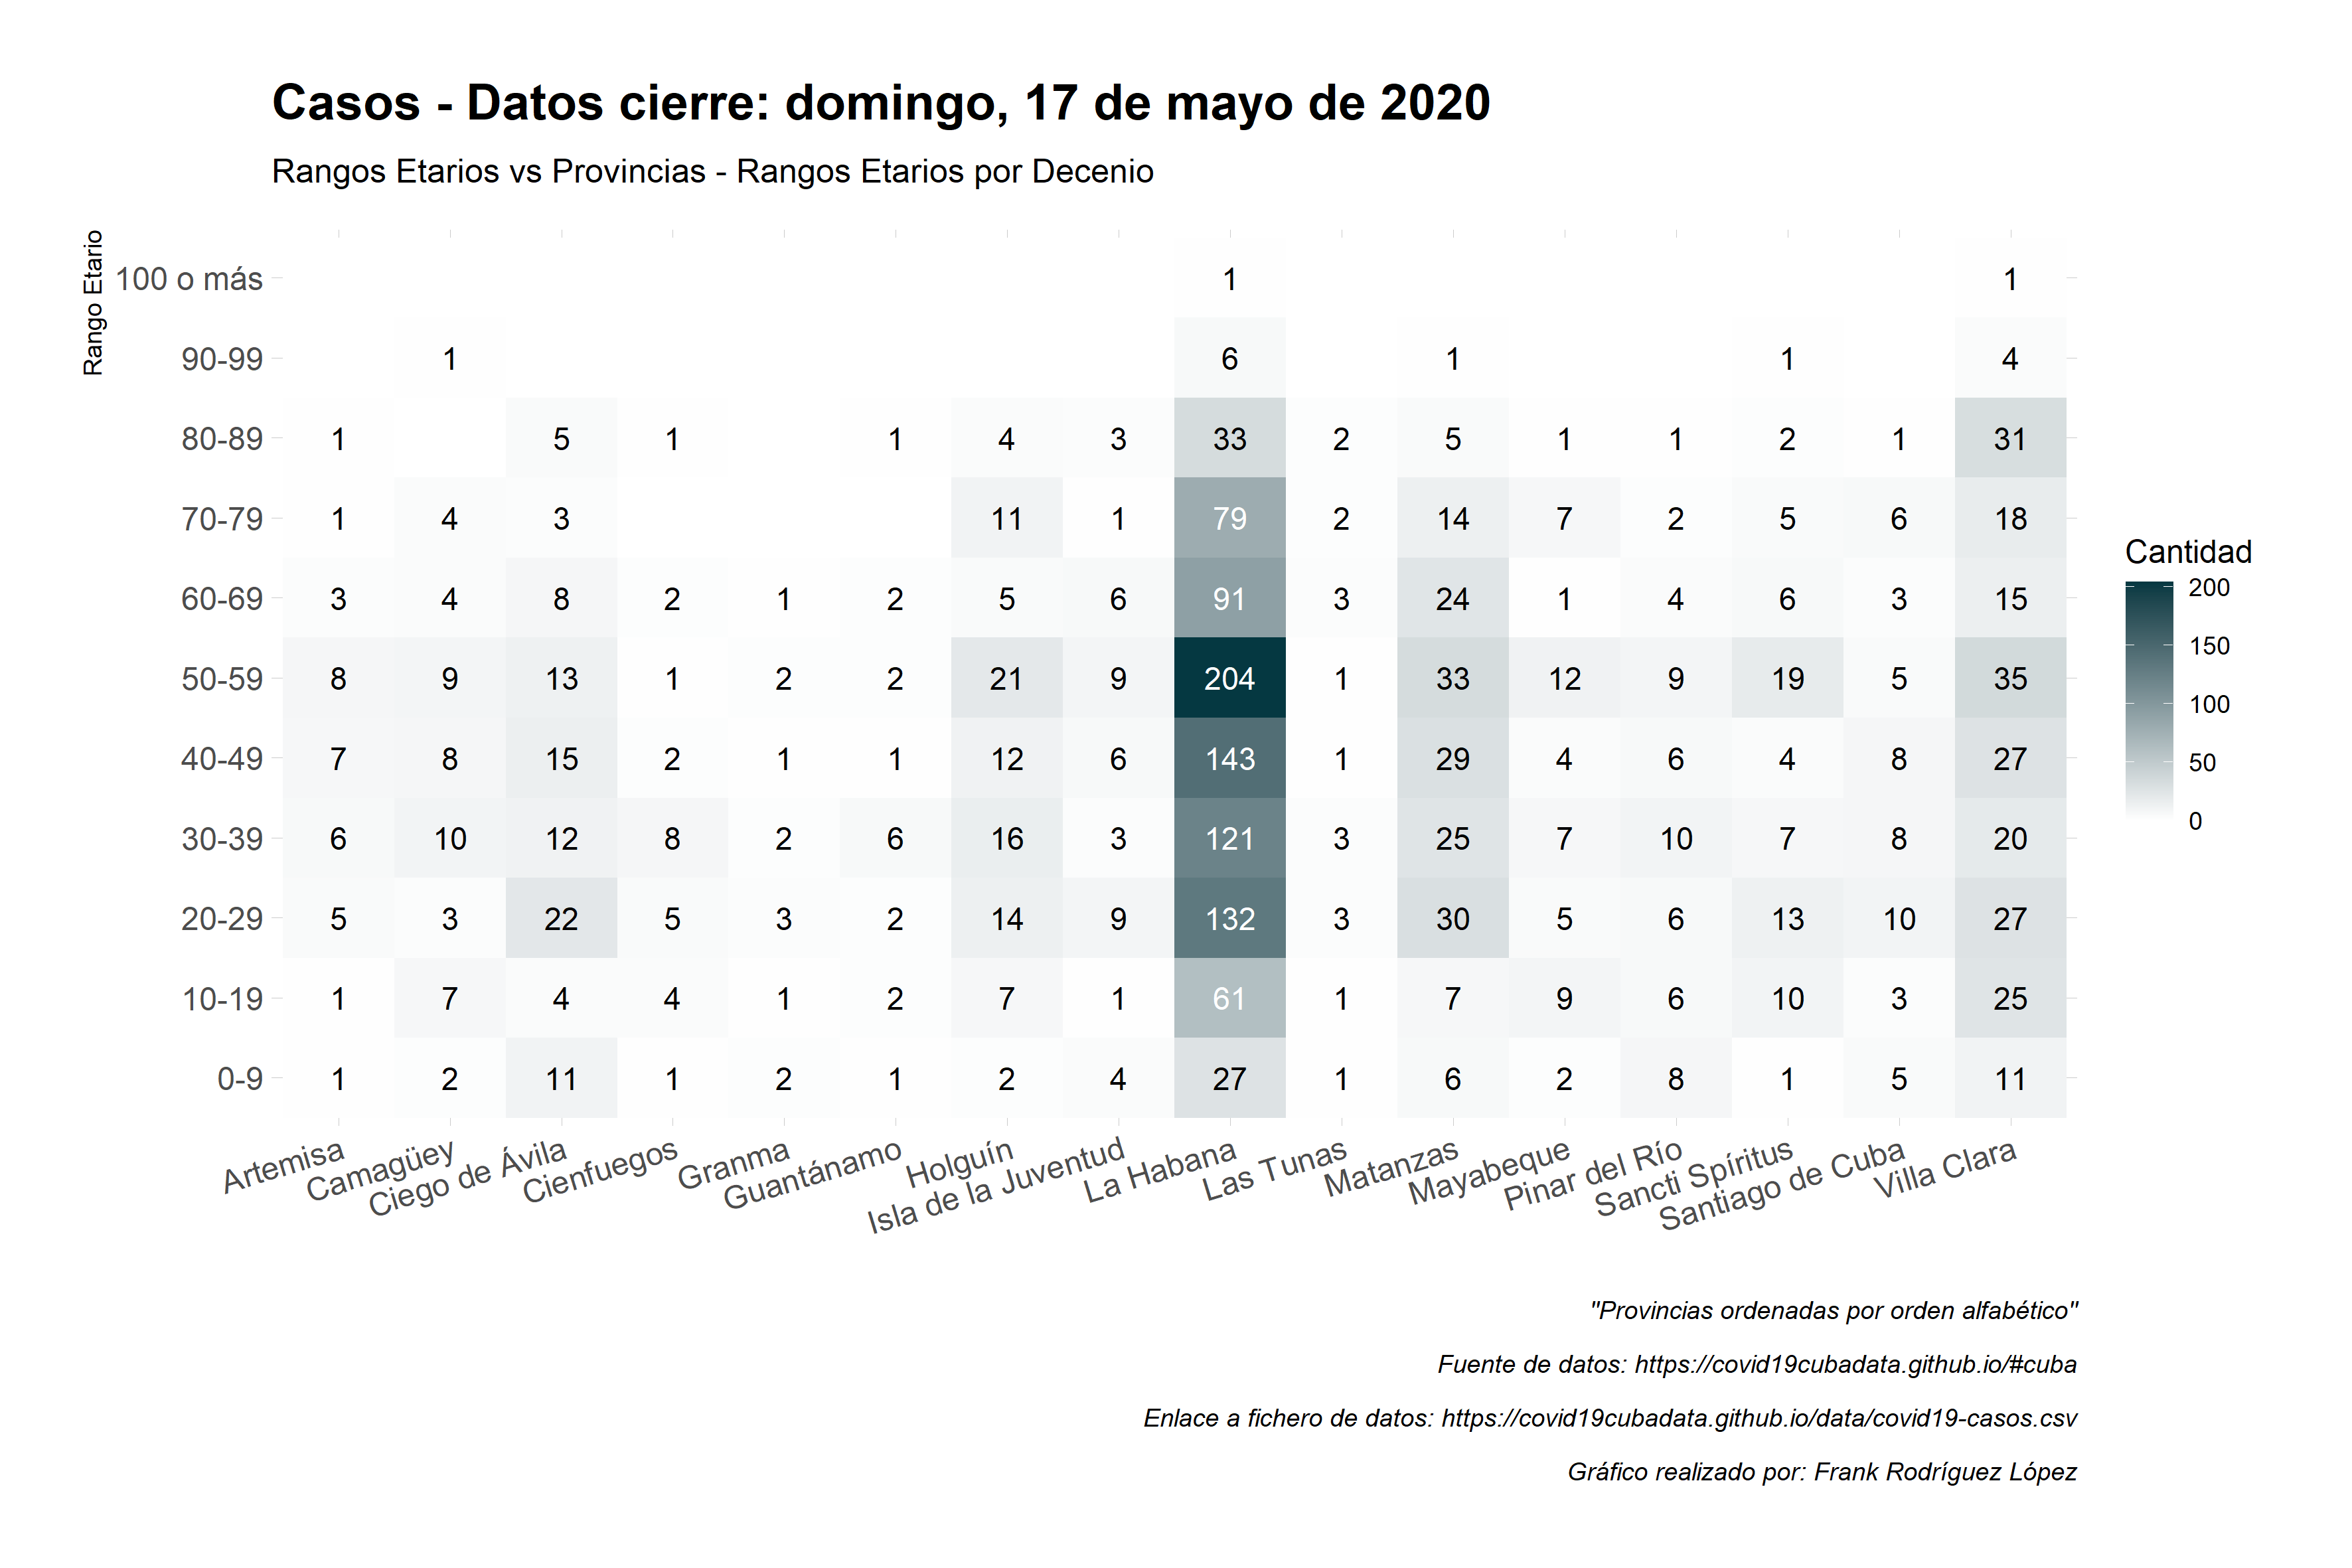 Casos - Datos cierre: domingo, 17 de mayo de 2020
Rangos Etarios vs Provincias - Rangos Etarios por Decenio
Rango Etario
100 o más 1 1
90-99 1 6 1 1 4
80-89 1 5 1 1 4 3 33 2 5 1 1 2 1 31
70-79 1 4 3 11 1 79 2 14 7 2 5 6 18
60-69 3 4 8 2 1 2 5 6 91 3 24 1 4 6 3 15
50-59 8 9 13 1 2 2 21 9 204 1 33 12 9 19 5 35
40-49 7 8 15 2 1 1 12 6 143 1 29 4 6 4 8 27
30-39 6 10 12 8 2 6 16 3 121 3 25 7 10 7 8 20
20-29 5 3 22 5 3 2 14 9 132 3 30 5 6 13 10 27
10-19 1 7 4 4 1 2 7 1 61 1 7 9 6 10 3 25
0-9 1 2 11 1 2 1 2 4 27 1 6 2 8 1 5 11
Artemisa
Camagüey
Ciego de Ávila
Cienfuegos
Granma
Guantánamo
Holguín
Isla de la Juventud
La Habana
Las Tunas
Matanzas
Mayabeque
Pinar del Río
Sancti Spíritus
Santiago de Cuba
Villa Clara
Cantidad
200
150
100
50
0
"Provincias ordenadas por orden alfabético"
Fuente de datos: https://covid19cubadata.github.io/#cuba
Enlace a fichero de datos: https://covid19cubadata.github.io/data/covid19-casos.csv
Gráfico realizado por: Frank Rodríguez López